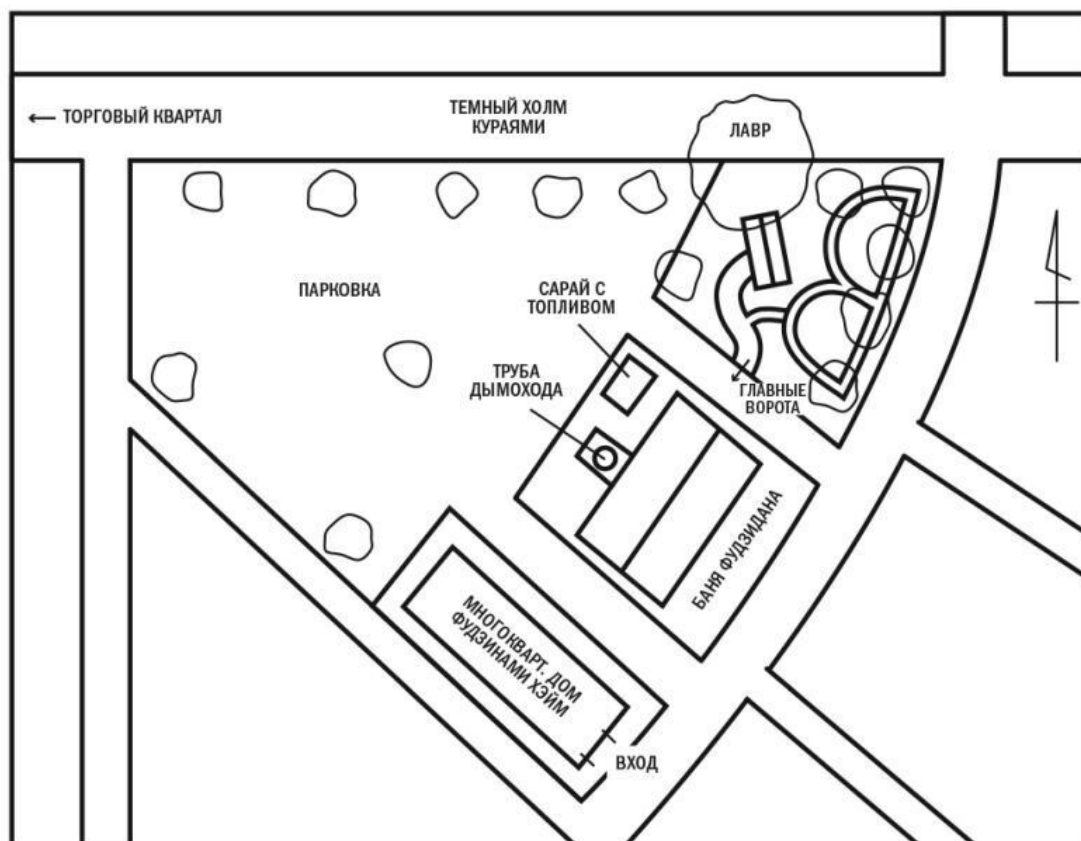 ← ТОРГОВЫЙ КВАРТАЛ
ТЕМНЫЙ ХОЛМ
КУРАЯМИ
ЛАВР
ПАРКОВКА
САРАЙ С
ТОПЛИВОМ
ТРУБА
ДЫМОХОДА
ГЛАВНЫЕ
ВОРОТА
БАНЯ ФУДЗИДАНА
МНОГОКВАРТ. ДОМ
ФУДЗИНАМИ ХЭЙМ
ВХОД